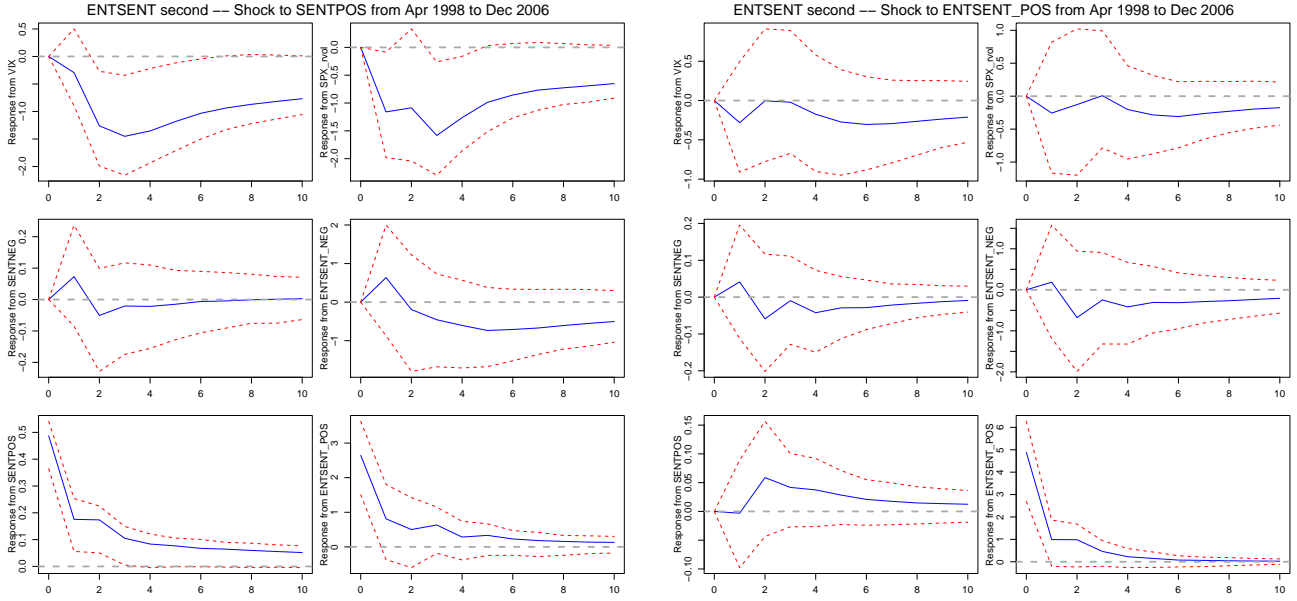 ENTSENT second −− Shock to SENTPOS from Apr 1998 to Dec 2006
Response from VIX
0.5
0.0
−1.0
−2.0
0 2 4 6 8 10
Response from SPX_rvol
0.0
−0.5
−1.0
−1.5
−2.0
0 2 4 6 8 10
Response from SENTNEG
0.2
0.1
0.0
−0.1
−0.2
0 2 4 6 8 10
Response from ENTSENT_NEG
2
1
0
−1
0 2 4 6 8 10
Response from SENTPOS
0.5
0.4
0.3
0.2
0.1
0.0
0 2 4 6 8 10
Response from ENTSENT_POS
3
2
1
0
0 2 4 6 8 10
ENTSENT second −− Shock to ENTSENT_POS from Apr 1998 to Dec 2006
Response from VIX
0.5
0.0
−0.5
−1.0
0 2 4 6 8 10
Response from SPX_rvol
1.0
0.5
0.0
−0.5
−1.0
0 2 4 6 8 10
Response from SENTNEG
0.2
0.1
0.0
−0.1
−0.2
0 2 4 6 8 10
Response from ENTSENT_NEG
1.0
0.0
−1.0
−2.0
0 2 4 6 8 10
Response from SENTPOS
0.15
0.10
0.05
0.00
−0.10
0 2 4 6 8 10
Response from ENTSENT_POS
6
5
4
3
2
1
0
0 2 4 6 8 10